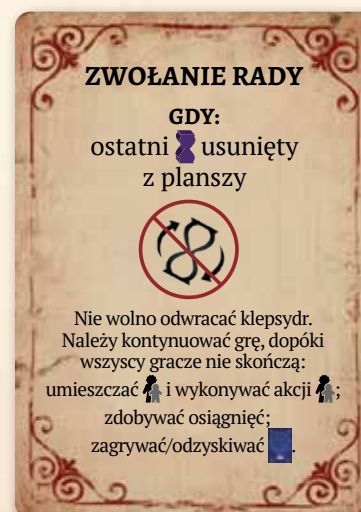 ZWOŁANIE RADY
GDY:
ostatni usunięty
z planszy
Nie wolno odwracać klepsydr.
Należy kontynuować grę, dopóki
wszyscy gracze nie skończą:
umieszczać i wykonywać akcji ;
zdobywać osiągnięć;
zagrywać/odzyskiwać .